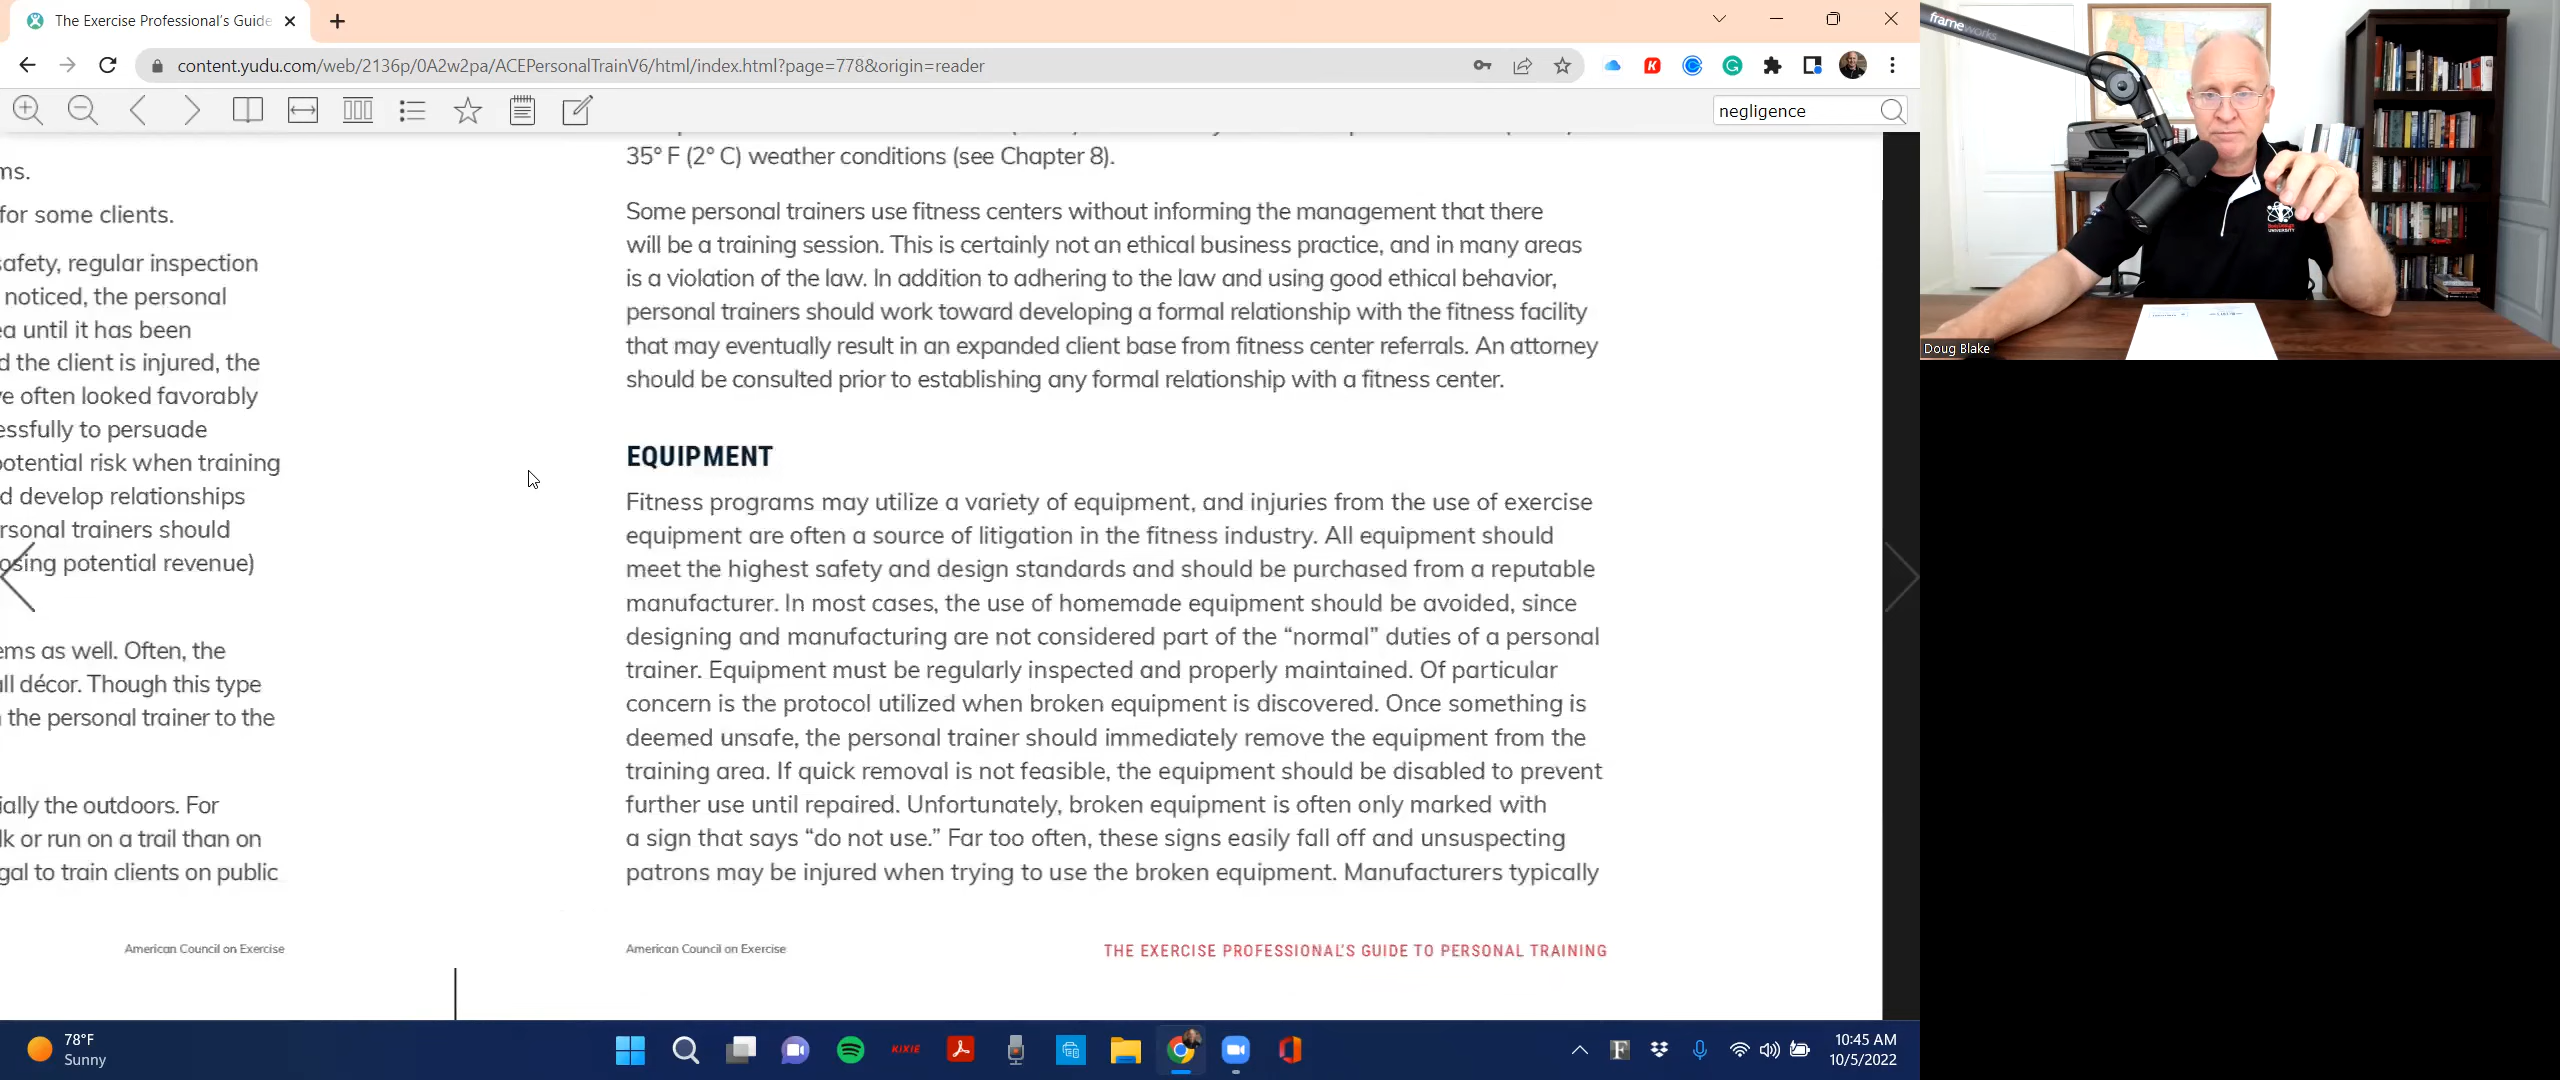 The Exercise Professional's Guide
content.yudu.com/web/2136p/0A2w2pa/ACEPersonalTrainV6/html/index.html?page=778&origin=reader
negligence
ms.
for some clients.
safety, regular inspection
noticed, the personal
ea until it has been
d the client is injured, the
ve often looked favorably
essfully to persuade
potential risk when training
d develop relationships
rsonal trainers should
osing potential revenue)
ems as well. Often, the
all décor. Though this type
the personal trainer to the
ially the outdoors. For
lk or run on a trail than on
gal to train clients on public
American Council on Exercise
35° F (2° C) weather conditions (see Chapter 8).
Some personal trainers use fitness centers without informing the management that there
will be a training session. This is certainly not an ethical business practice, and in many areas
is a violation of the law. In addition to adhering to the law and using good ethical behavior,
personal trainers should work toward developing a formal relationship with the fitness facility
that may eventually result in an expanded client base from fitness center referrals. An attorney
should be consulted prior to establishing any formal relationship with a fitness center.
EQUIPMENT
Fitness programs may utilize a variety of equipment, and injuries from the use of exercise
equipment are often a source of litigation in the fitness industry. All equipment should
meet the highest safety and design standards and should be purchased from a reputable
manufacturer. In most cases, the use of homemade equipment should be avoided, since
designing and manufacturing are not considered part of the “normal” duties of a personal
trainer. Equipment must be regularly inspected and properly maintained. Of particular
concern is the protocol utilized when broken equipment is discovered. Once something is
deemed unsafe, the personal trainer should immediately remove the equipment from the
training area. If quick removal is not feasible, the equipment should be disabled to prevent
further use until repaired. Unfortunately, broken equipment is often only marked with
a sign that says “do not use.” Far too often, these signs easily fall off and unsuspecting
patrons may be injured when trying to use the broken equipment. Manufacturers typically
American Council on Exercise
THE EXERCISE PROFESSIONAL'S GUIDE TO PERSONAL TRAINING
frameworks
UNIVERSITY
Doug Blake
78°F
Sunny
KIXIE
10:45 AM
10/5/2022